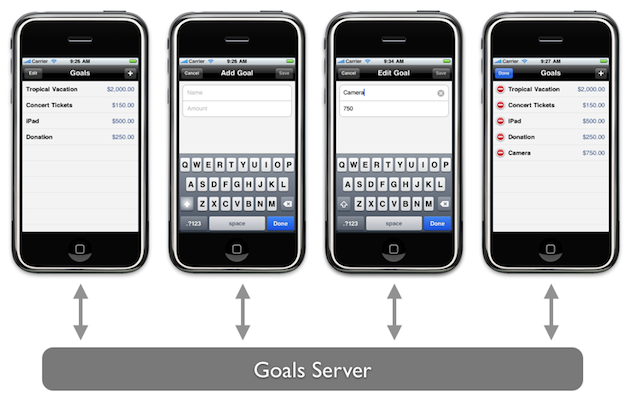 Carrier 9:26 AM
Edit Goals +
Tropical Vacation $2,000.00
Concert Tickets $150.00
iPad $500.00
Donation $250.00
Carrier 9:26 AM
Cancel Add Goal Save
Name
Amount
Q W E R T Y U I O P
A S D F G H J K L
Z X C V B N M
.?123 space Done
Carrier 9:34 AM
Cancel Edit Goal Save
Camera
750
Q W E R T Y U I O P
A S D F G H J K L
Z X C V B N M
.?123 space Done
Carrier 9:27 AM
Done Goals +
Tropical Vacation $2,000.00
Concert Tickets $150.00
iPad $500.00
Donation $250.00
Camera $750.00
Goals Server